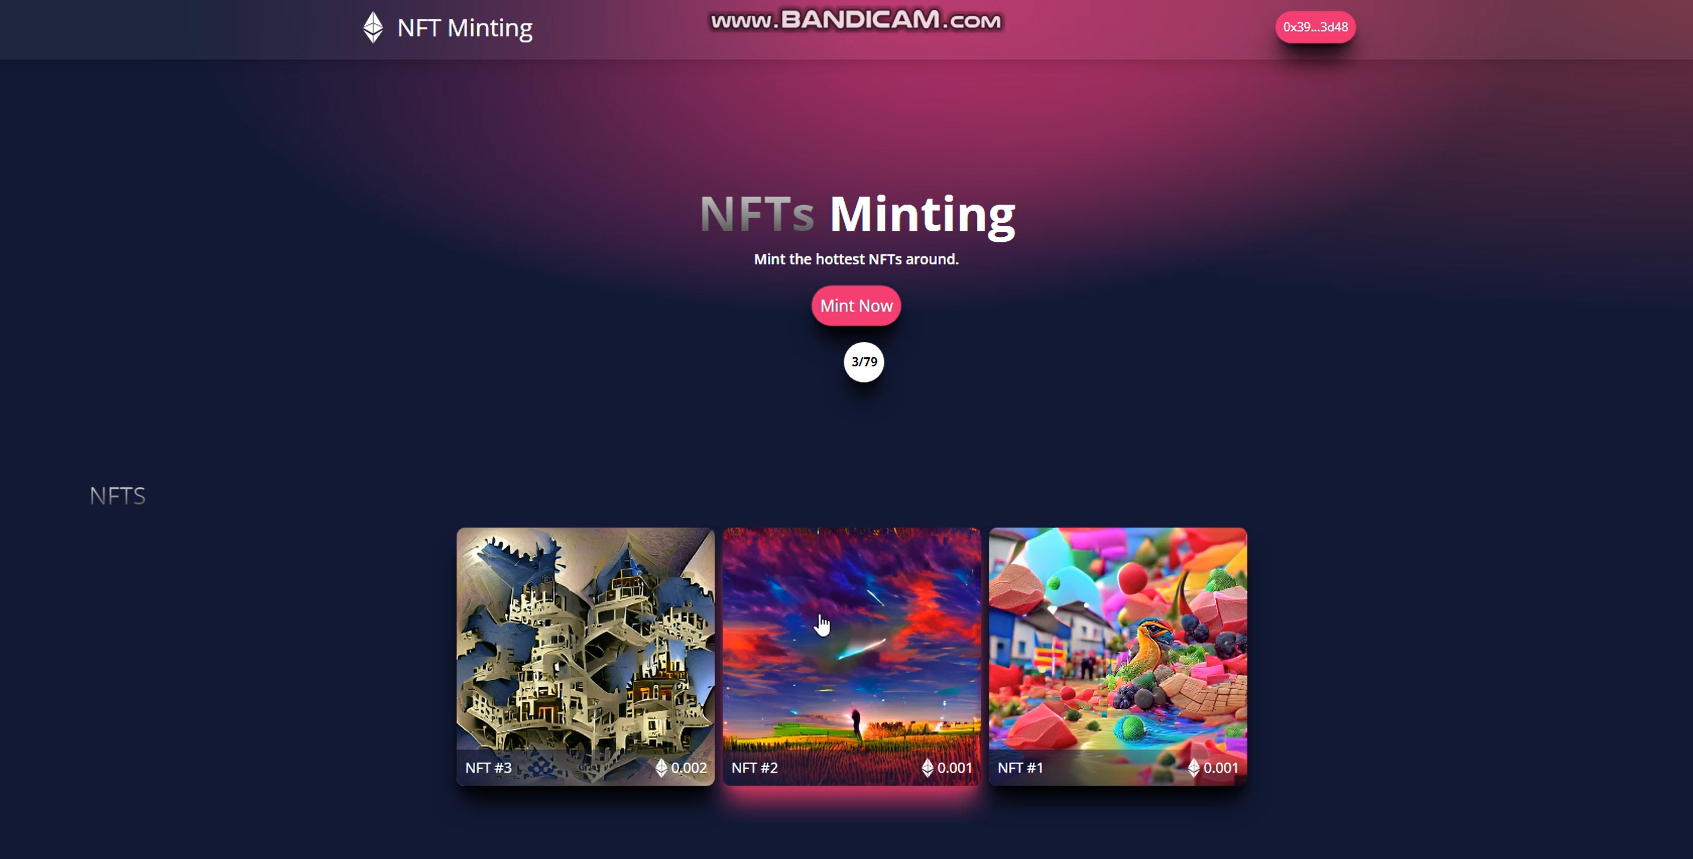 NFT Minting
www.BANDICAM.com
0x39...3d48
NFTs Minting
Mint the hottest NFTs around.
Mint Now
3/79
NFTS
NFT #3
0.002
NFT #2
0.001
NFT #1
0.001